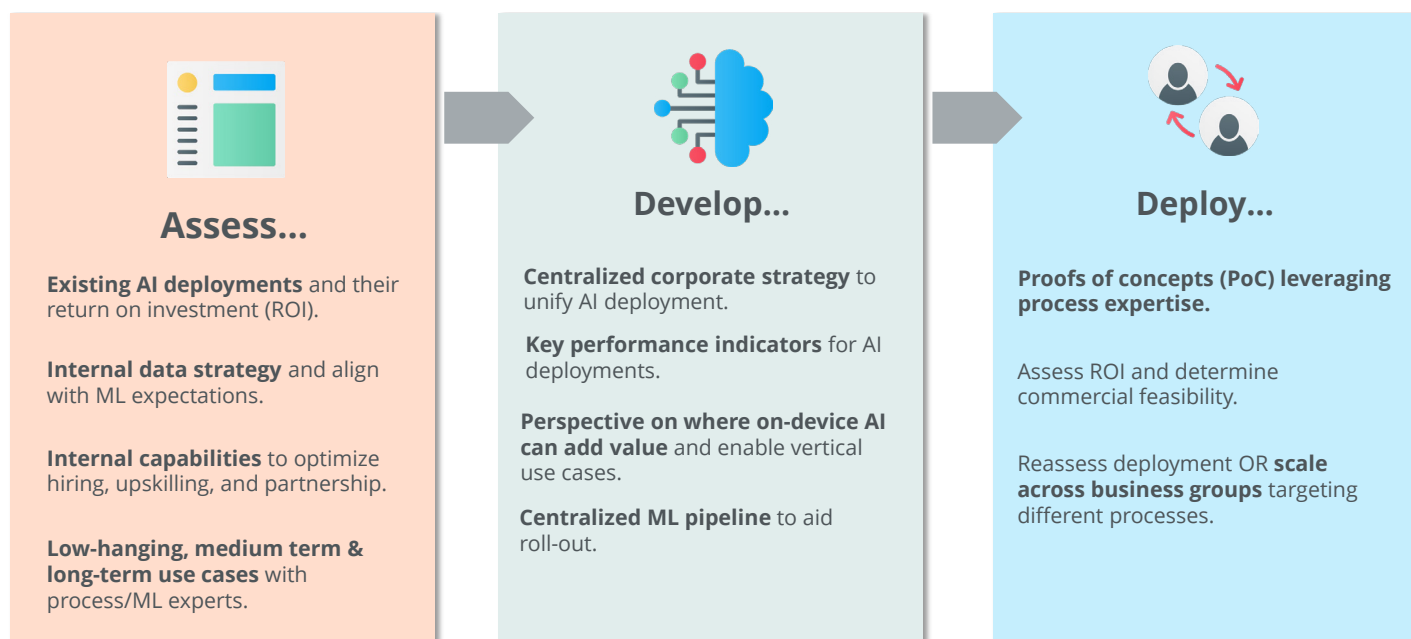 Assess...
Existing AI deployments and their
return on investment (ROI).
Internal data strategy and align
with ML expectations.
Internal capabilities to optimize
hiring, upskilling, and partnership.
Low-hanging, medium term &
long-term use cases with
process/ML experts.
Develop...
Centralized corporate strategy to
unify AI deployment.
Key performance indicators for AI
deployments.
Perspective on where on-device AI
can add value and enable vertical
use cases.
Centralized ML pipeline to aid
roll-out.
Deploy...
Proofs of concepts (PoC) leveraging
process expertise.
Assess ROI and determine
commercial feasibility.
Reassess deployment OR scale
across business groups targeting
different processes.